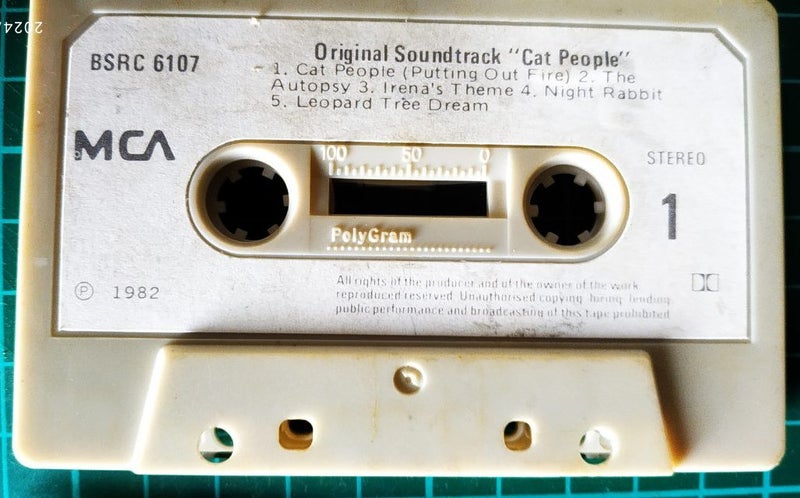 2024
BSRC 6107
Original Soundtrack "Cat People"
1. Cat People (Putting Out Fire) 2. The
Autopsy 3. Irena's Theme 4. Night Rabbit
5. Leopard Tree Dream
MCA
100 50 0
STEREO
1
PolyGram
Ⓟ 1982
All rights of the producer and of the owner of the work
reproduced reserved Unauthorised copying hiring lending
public performance and broadcasting of this tape prohibited